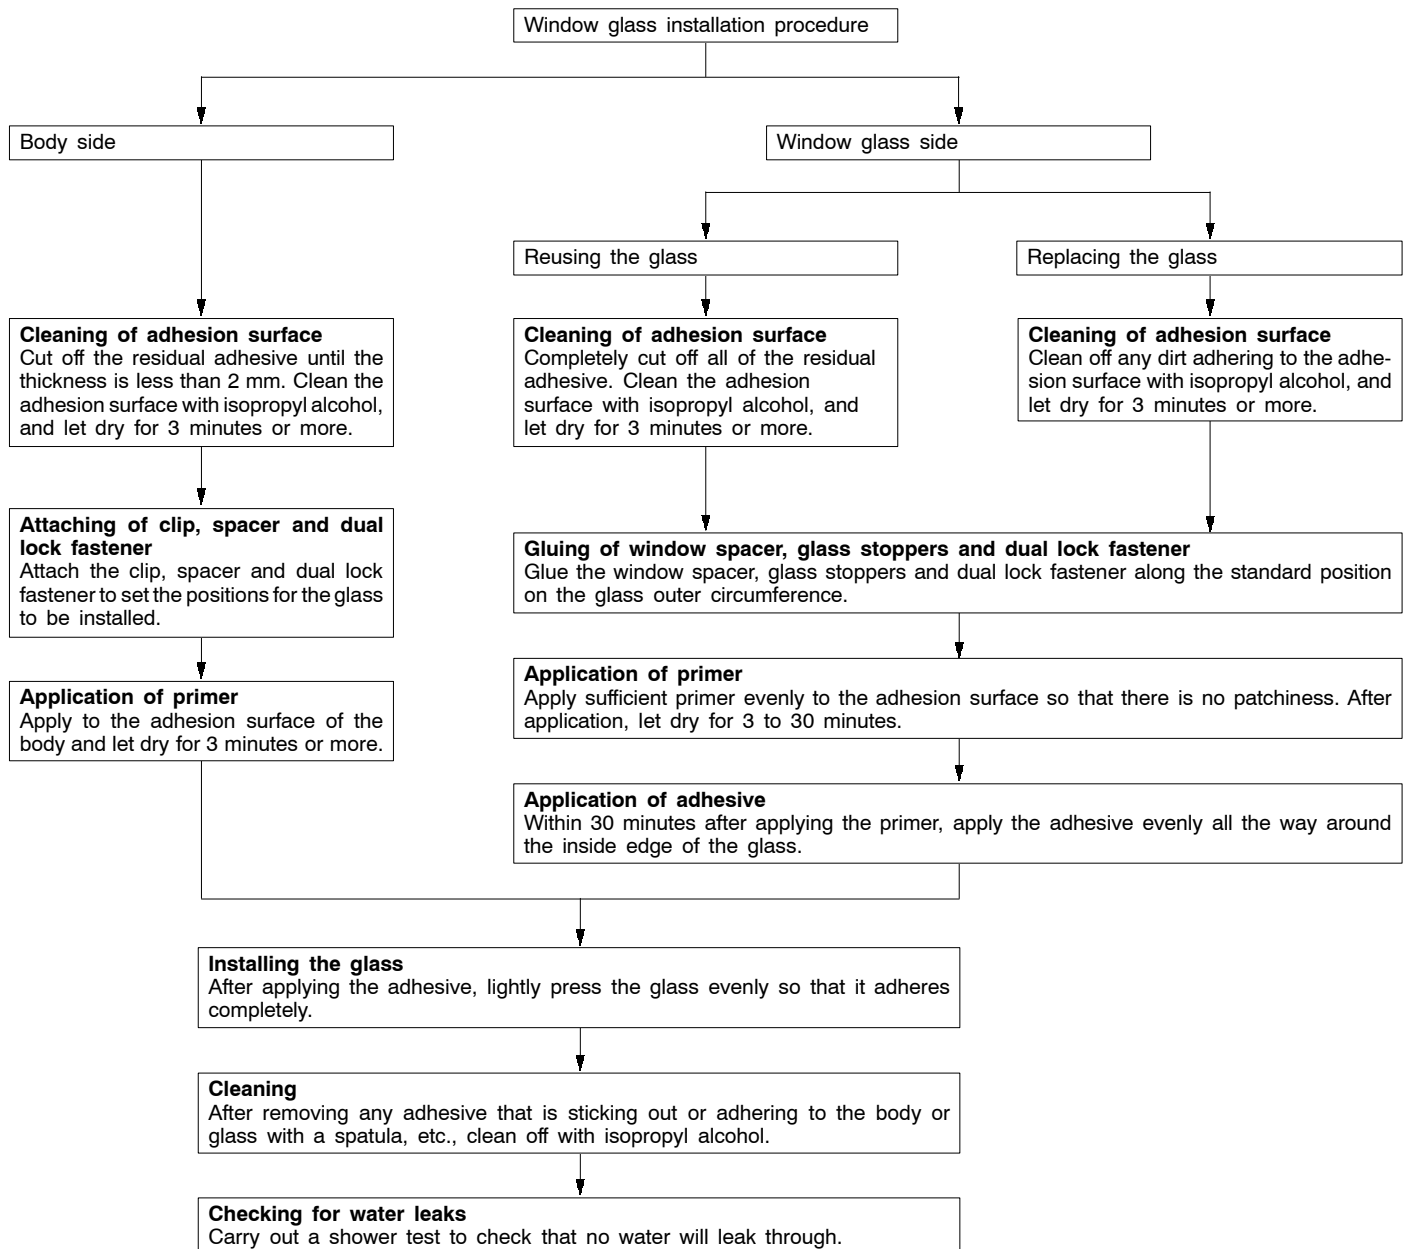 Window glass installation procedure
Body side
Window glass side
Reusing the glass
Replacing the glass
Cleaning of adhesion surface
Cut off the residual adhesive until the
thickness is less than 2 mm. Clean the
adhesion surface with isopropyl alcohol,
and let dry for 3 minutes or more.
Cleaning of adhesion surface
Completely cut off all of the residual
adhesive. Clean the adhesion
surface with isopropyl alcohol, and
let dry for 3 minutes or more.
Cleaning of adhesion surface
Clean off any dirt adhering to the adhe-
sion surface with isopropyl alcohol, and
let dry for 3 minutes or more.
Attaching of clip, spacer and dual
lock fastener
Attach the clip, spacer and dual lock
fastener to set the positions for the glass
to be installed.
Gluing of window spacer, glass stoppers and dual lock fastener
Glue the window spacer, glass stoppers and dual lock fastener along the standard position
on the glass outer circumference.
Application of primer
Apply to the adhesion surface of the
body and let dry for 3 minutes or more.
Application of primer
Apply sufficient primer evenly to the adhesion surface so that there is no patchiness. After
application, let dry for 3 to 30 minutes.
Application of adhesive
Within 30 minutes after applying the primer, apply the adhesive evenly all the way around
the inside edge of the glass.
Installing the glass
After applying the adhesive, lightly press the glass evenly so that it adheres
completely.
Cleaning
After removing any adhesive that is sticking out or adhering to the body or
glass with a spatula, etc., clean off with isopropyl alcohol.
Checking for water leaks
Carry out a shower test to check that no water will leak through.